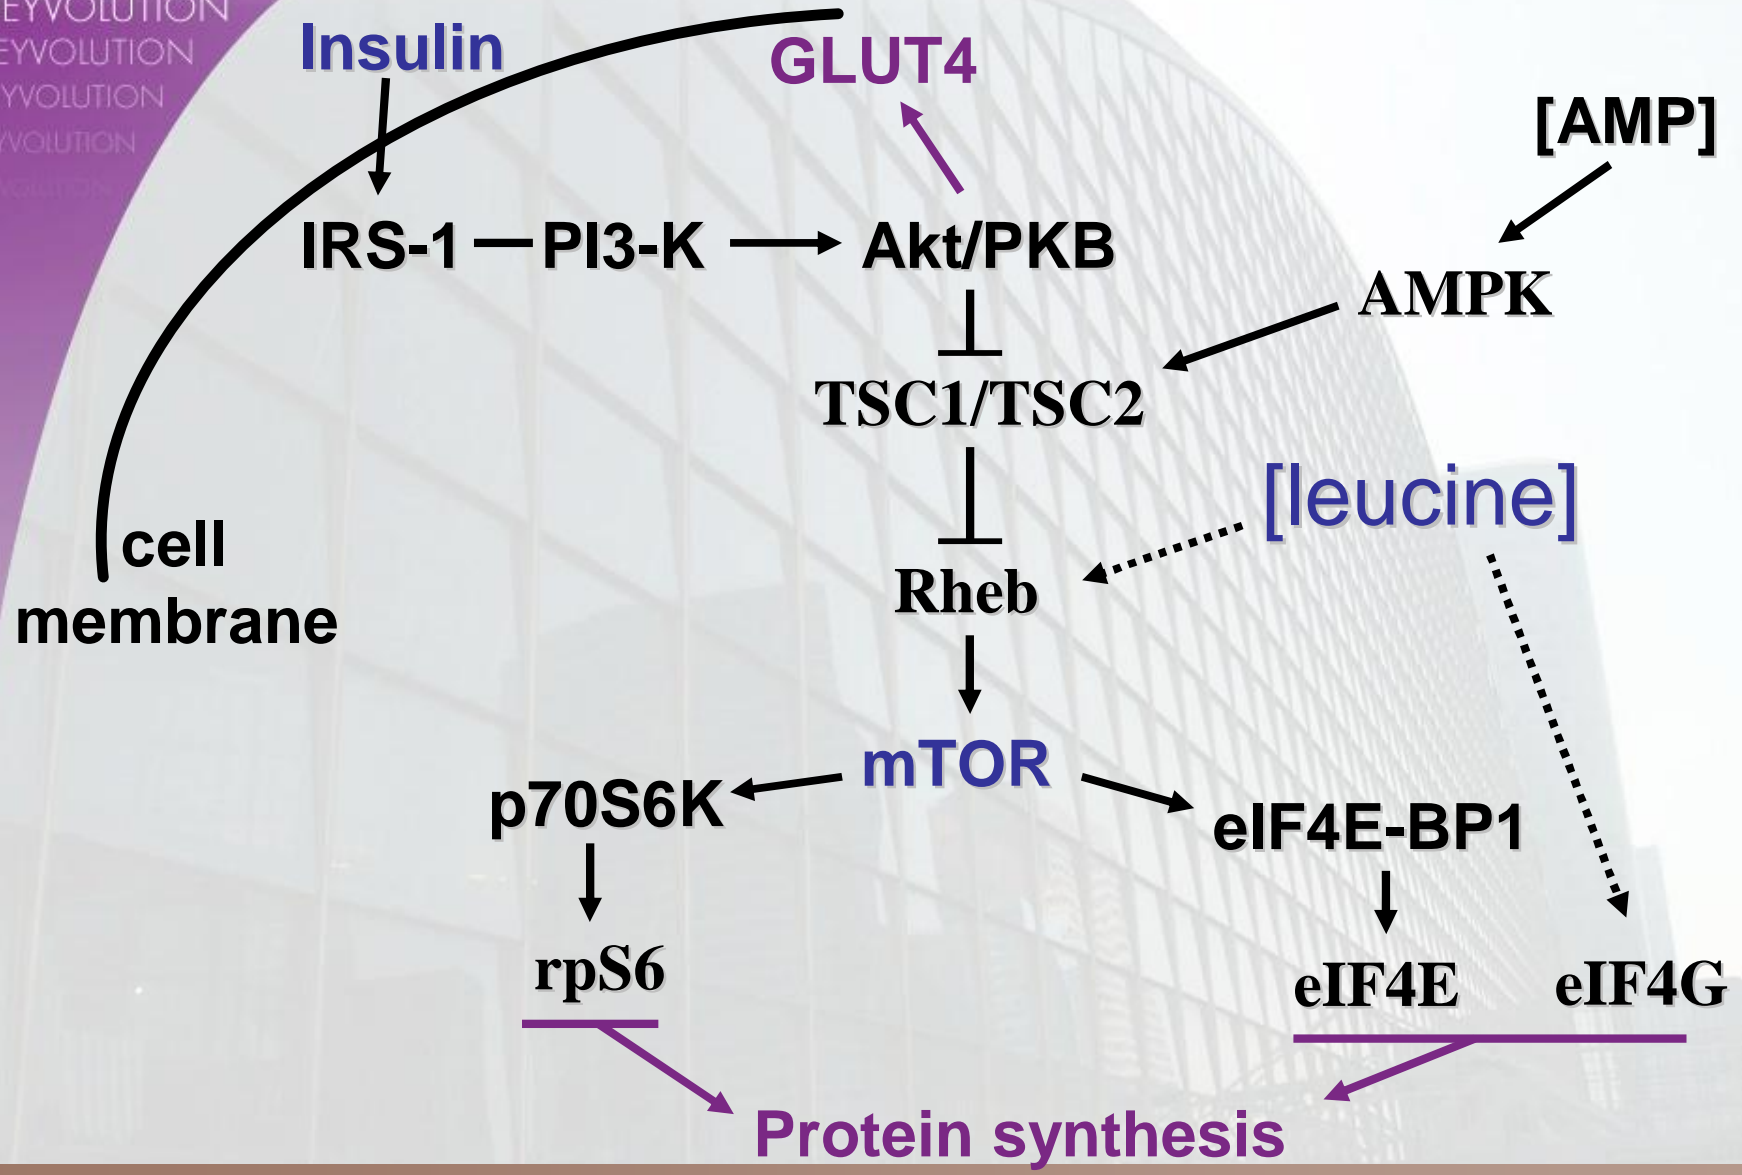 EYVOLUTION
EYVOLUTION
YVOLUTION
YVOLUTION
Insulin
GLUT4
[AMP]
IRS-1
PI3-K
Akt/PKB
AMPK
TSC1/TSC2
[leucine]
cell
membrane
Rheb
mTOR
p70S6K
eIF4E-BP1
rpS6
eIF4E
eIF4G
Protein synthesis